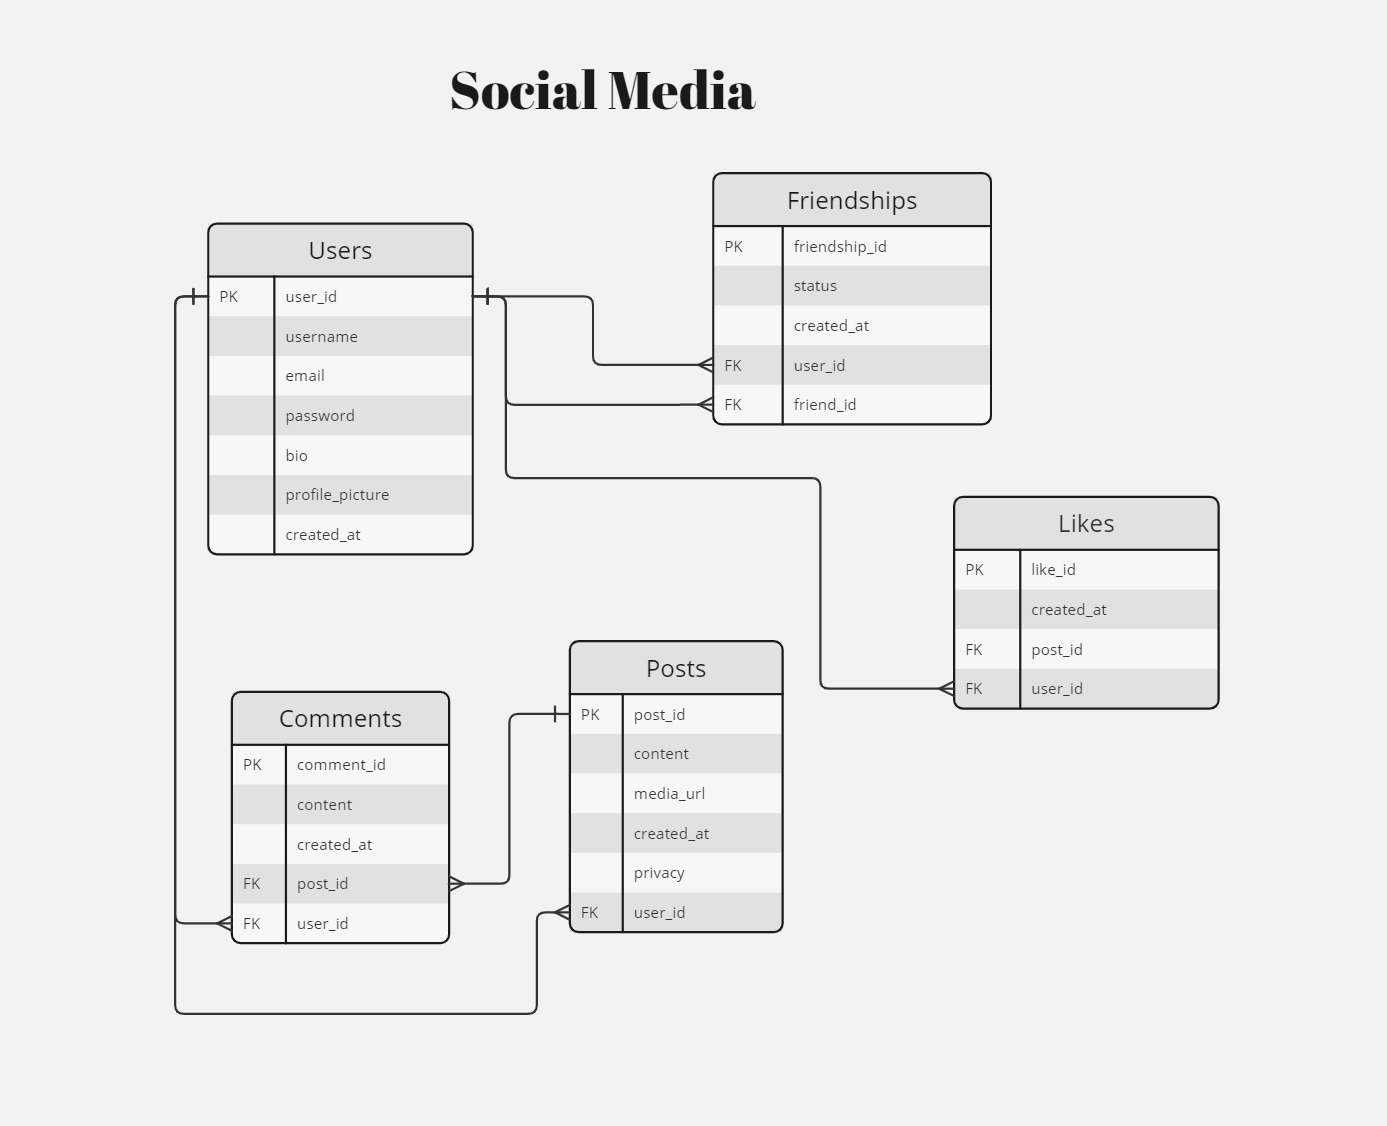 Social Media
Users
PK user_id
username
email
password
bio
profile_picture
created_at
Friendships
PK friendship_id
status
created_at
FK user_id
FK friend_id
Likes
PK like_id
created_at
FK post_id
FK user_id
Posts
PK post_id
content
media_url
created_at
privacy
FK user_id
Comments
PK comment_id
content
created_at
FK post_id
FK user_id